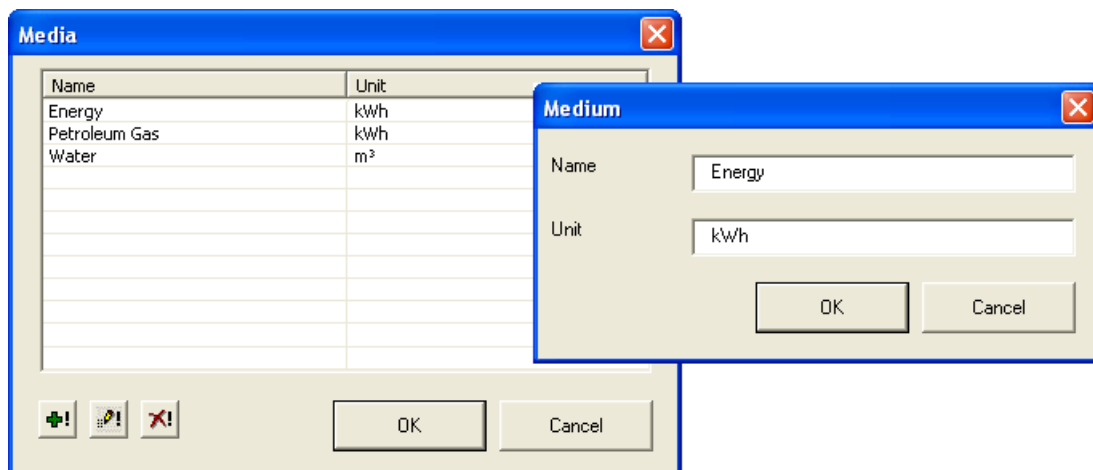 Media
Name Unit
Energy kWh
Petroleum Gas kWh
Water m³
OK Cancel
Medium
Name Energy
Unit kWh
OK Cancel